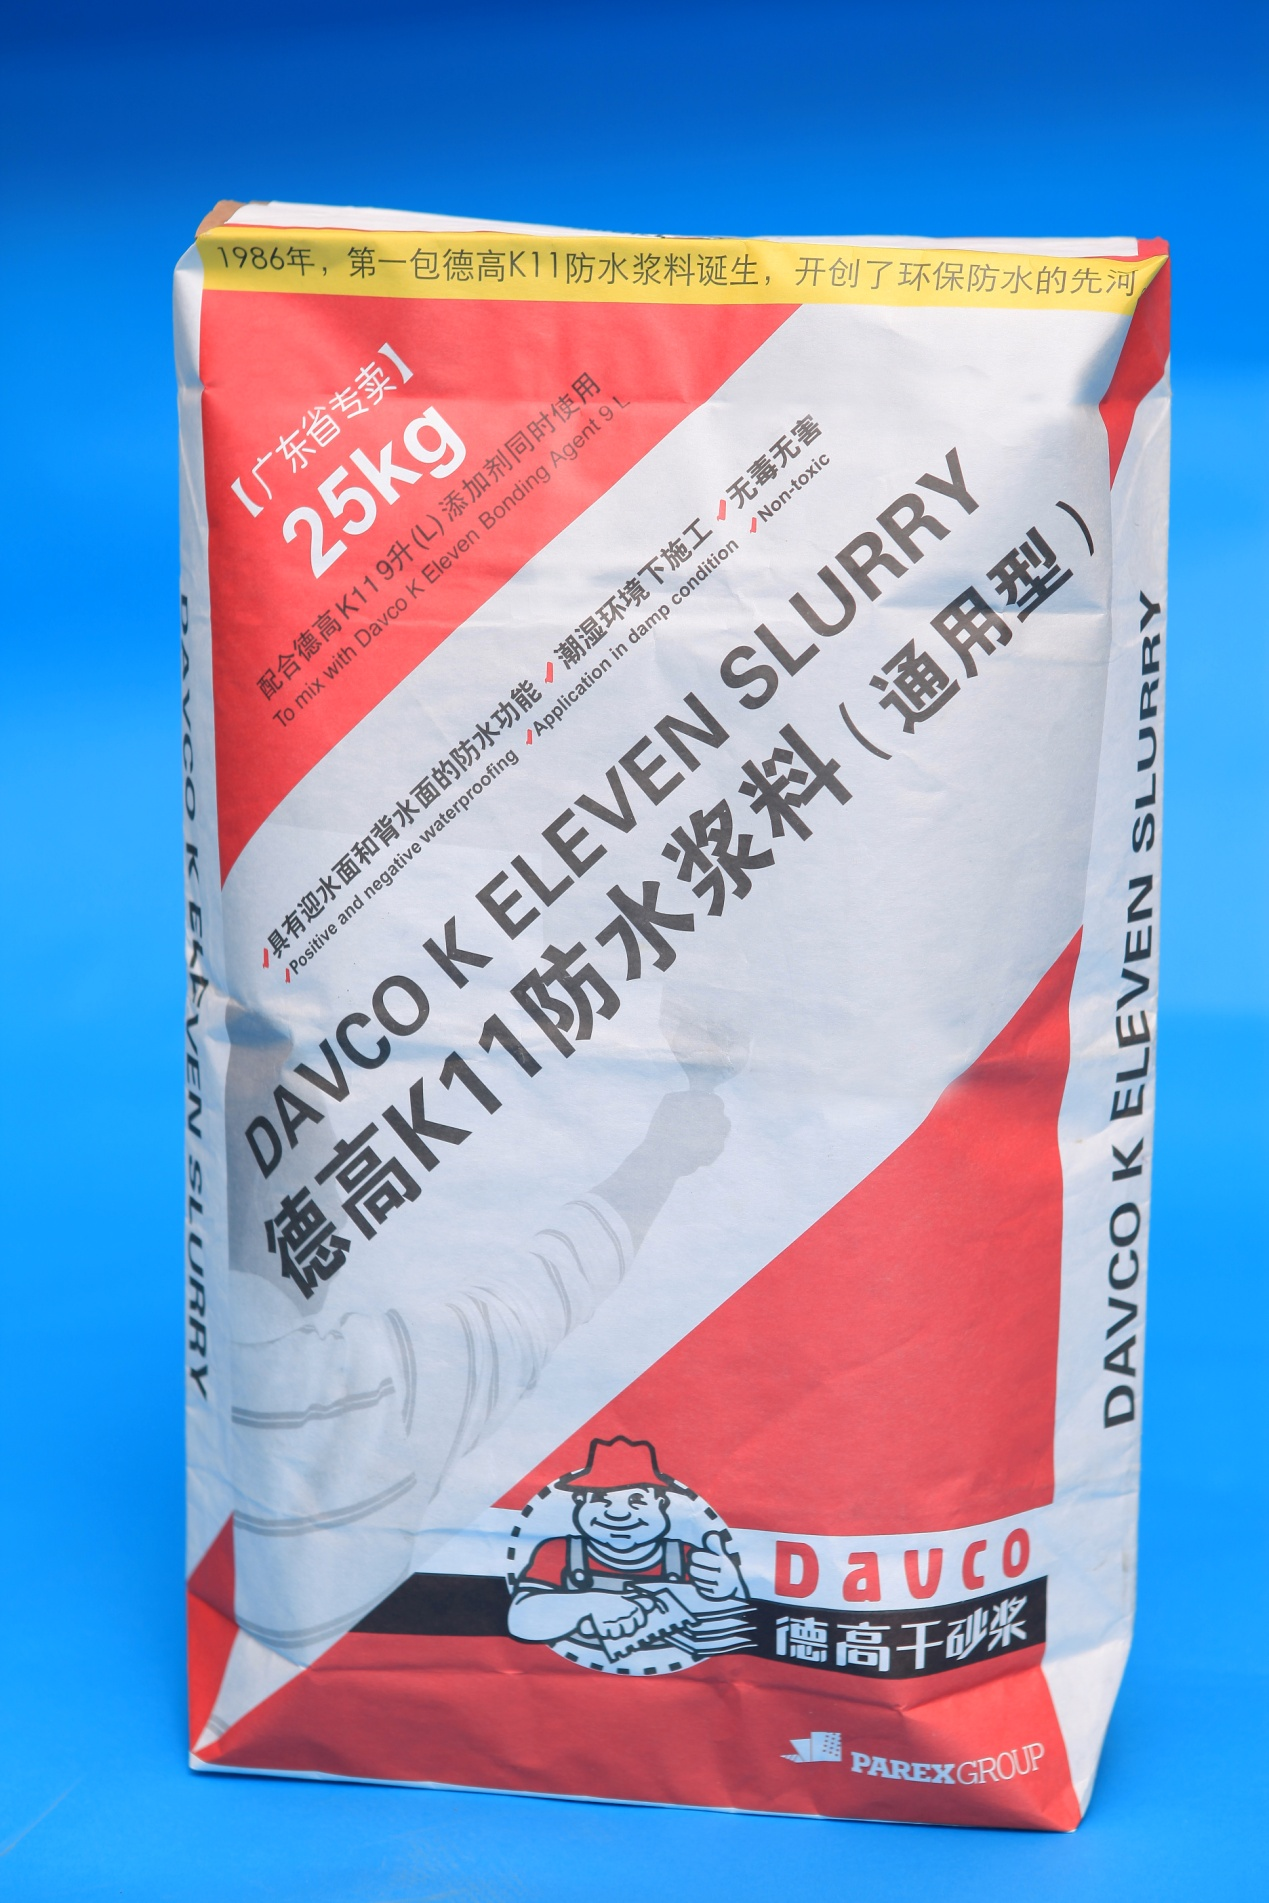 1986年，第一包德高K11防水浆料诞生，开创了环保防水的先河
【广东省专卖】
25kg
配合德高K11 9升(L)添加剂同时使用
To mix with Davco K Eleven Bonding Agent 9 L
具有迎水面和背水面的防水功能 潮湿环境下施工 无毒无害
Positive and negative waterproofing Application in damp condition Non-toxic
DAVCO K ELEVEN SLURRY
德高K11防水浆料（通用型）
DAVCO K ELEVEN SLURRY
DAVCO K ELEVEN SLURRY
Davco
德高干砂浆
PAREXGROUP